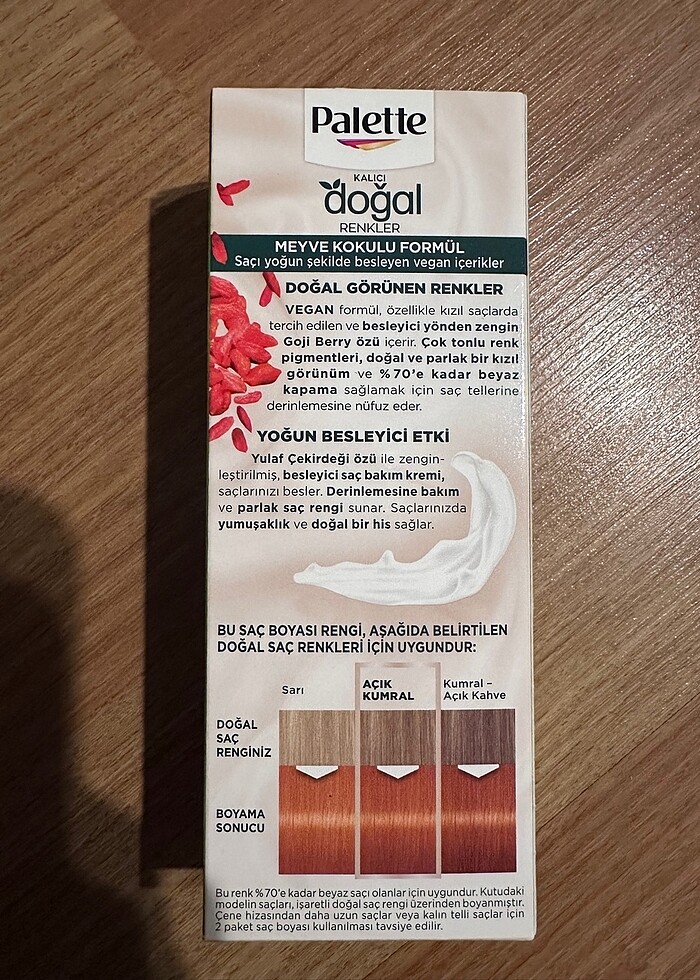 Palette
KALICI
doğal
RENKLER
MEYVE KOKULU FORMÜL
Saçı yoğun şekilde besleyen vegan içerikler
DOĞAL GÖRÜNEN RENKLER
VEGAN formül, özellikle kızıl saçlarda
tercih edilen ve besleyici yönden zengin
Goji Berry özü içerir. Çok tonlu renk
pigmentleri, doğal ve parlak bir kızıl
görünüm ve %70'e kadar beyaz
kapama sağlamak için saç tellerine
derinlemesine nüfuz eder.
YOĞUN BESLEYİCİ ETKİ
Yulaf Çekirdeği özü ile zengin-
leştirilmiş, besleyici saç bakım kremi,
saçlarınızı besler. Derinlemesine bakım
ve parlak saç rengi sunar. Saçlarınızda
yumuşaklık ve doğal bir his sağlar.
BU SAÇ BOYASI RENGİ, AŞAĞIDA BELİRTİLEN
DOĞAL SAÇ RENKLERİ İÇİN UYGUNDUR:
Sarı
AÇIK
KUMRAL
Kumral –
Açık Kahve
DOĞAL
SAÇ
RENGİNİZ
BOYAMA
SONUCU
Bu renk %70'e kadar beyaz saçı olanlar için uygundur. Kutudaki
modelin saçları, işaretli doğal saç rengi üzerinden boyanmıştır.
Çene hizasından daha uzun saçlar veya kalın telli saçlar için
2 paket saç boyası kullanılması tavsiye edilir.